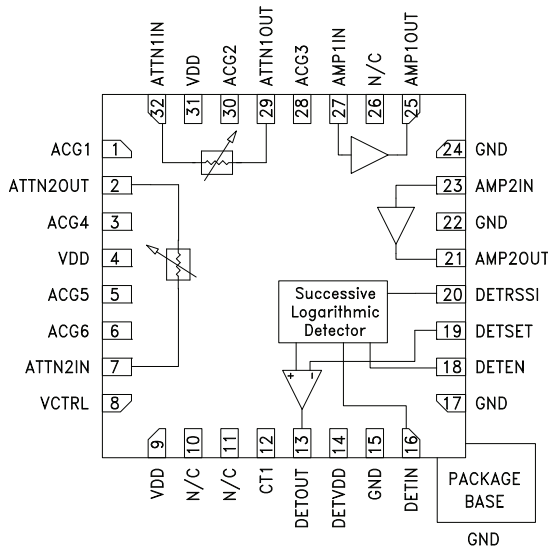 ATTN1IN
VDD
ACG2
ATTN1OUT
ACG3
AMP1IN
N/C
AMP1OUT
32
31
30
29
28
27
26
25
ACG1
1
ATTN2OUT
2
ACG4
3
VDD
4
ACG5
5
ACG6
6
ATTN2IN
7
VCTRL
8
24
GND
23
AMP2IN
22
GND
21
AMP2OUT
20
DETRSSI
19
DETSET
18
DETEN
17
GND
Successive
Logarithmic
Detector
+
-
9
10
11
12
13
14
15
16
VDD
N/C
N/C
CT1
DETOUT
DETVDD
GND
DETIN
PACKAGE
BASE
GND